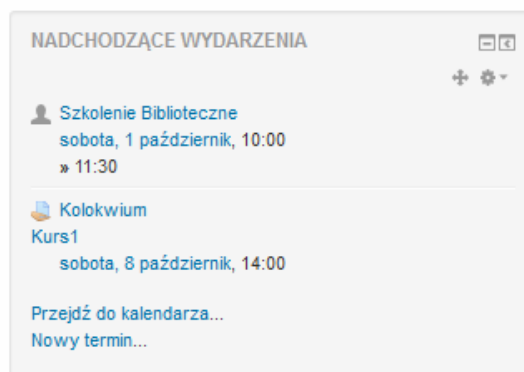 NADCHODZĄCE WYDARZENIA
Szkolenie Biblioteczne
sobota, 1 październik, 10:00
» 11:30
Kolokwium
Kurs1
sobota, 8 październik, 14:00
Przejdź do kalendarza...
Nowy termin...